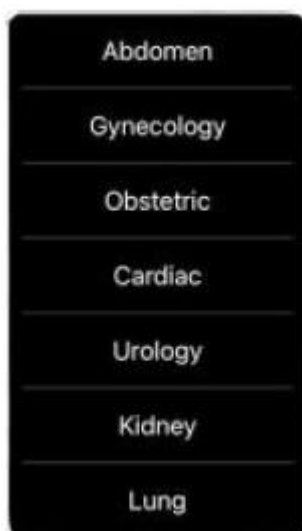 Abdomen
Gynecology
Obstetric
Cardiac
Urology
Kidney
Lung